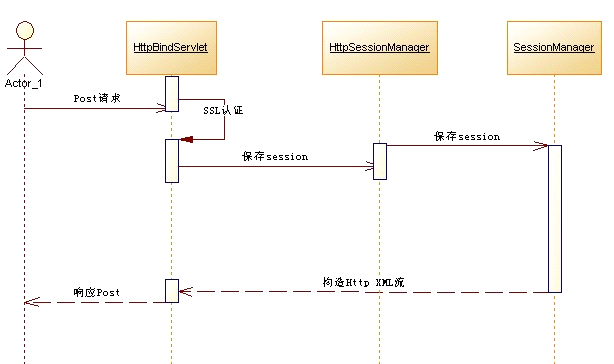 HttpBindServlet
HttpSessionManager
SessionManager
Actor_1
Post请求
SSL认证
保存session
保存session
构造Http XML流
响应Post